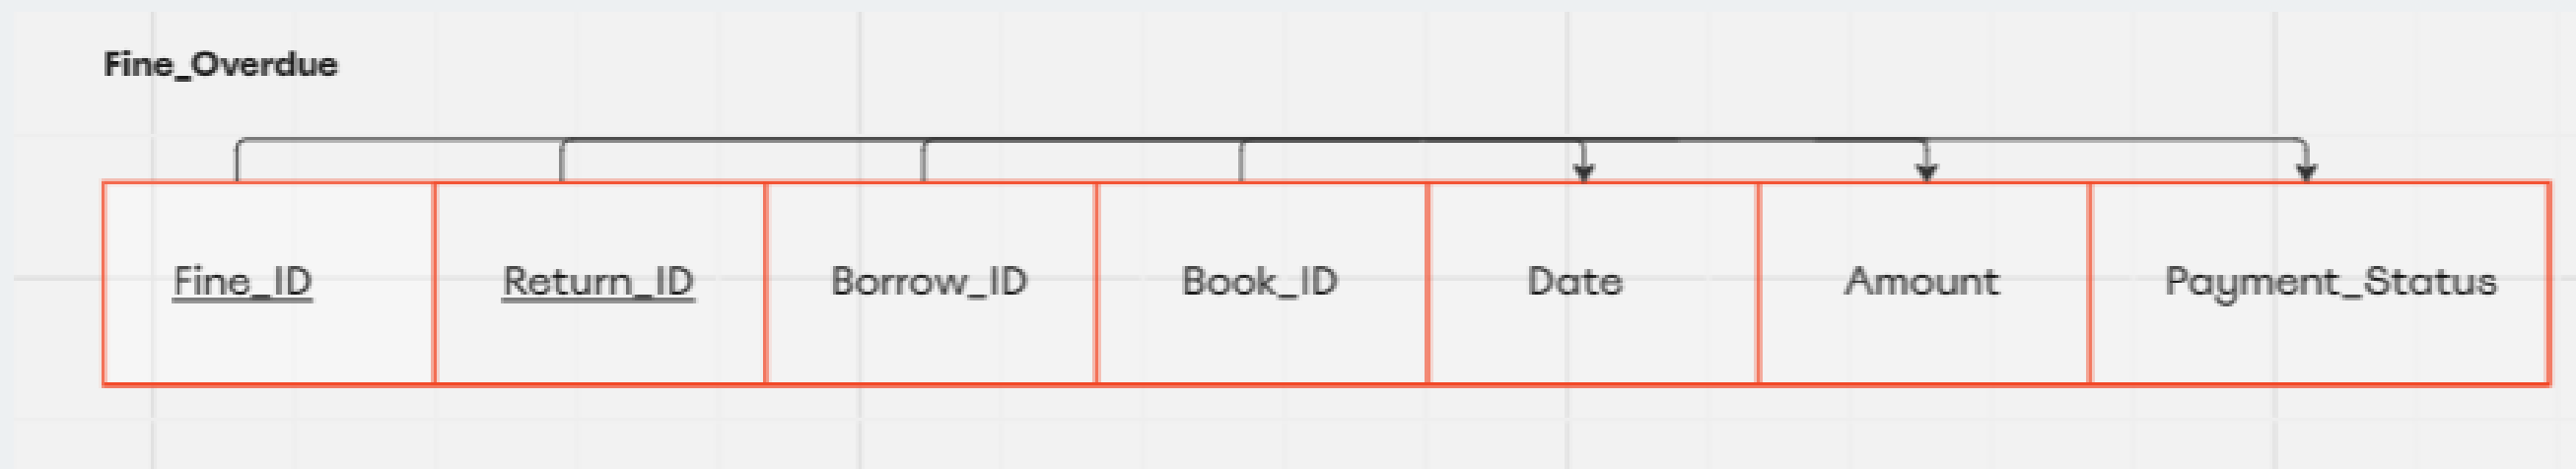 Fine_Overdue
Fine_ID Return_ID Borrow_ID Book_ID Date Amount Payment_Status